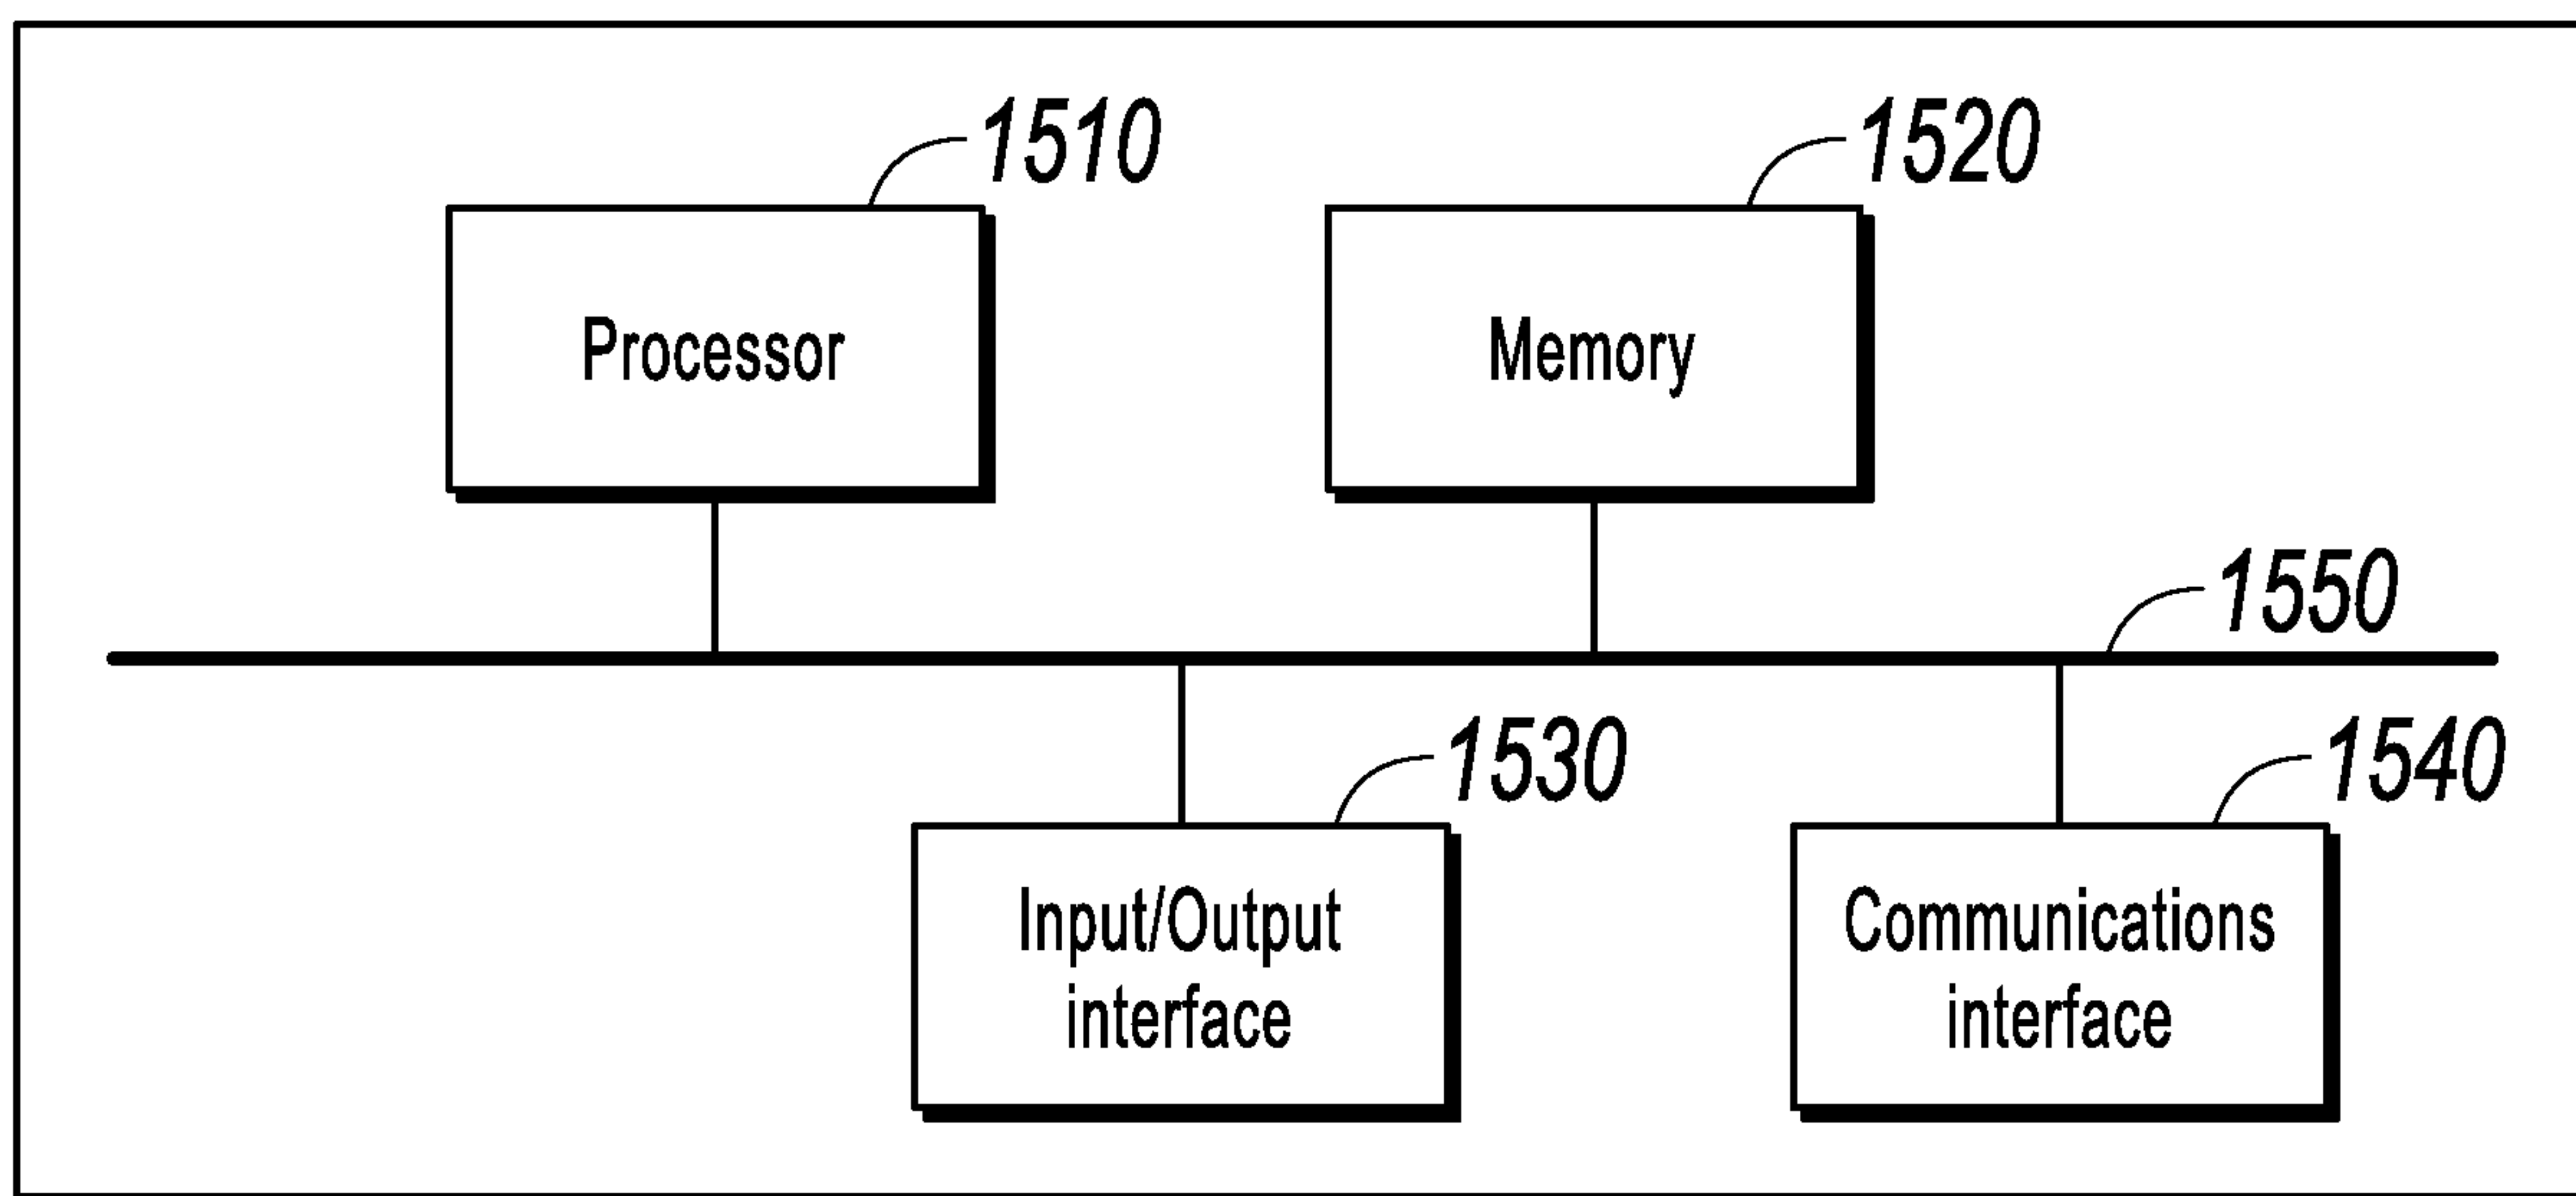 1510
1520
Processor
Memory
1550
1530
1540
Input/Output
interface
Communications
interface